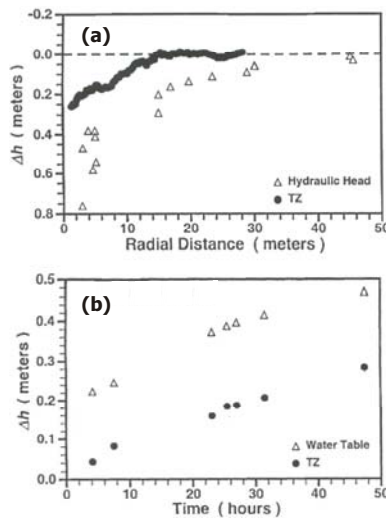 -0.2
(a)
0.0
0.2
0.4
0.6
0.8
Δh ( meters )
△ Hydraulic Head
● TZ
0 10 20 30 40 50
Radial Distance ( meters )
0.5
(b)
0.4
0.3
0.2
0.1
0.0
Δh ( meters )
△ Water Table
● TZ
0 10 20 30 40 50
Time ( hours )